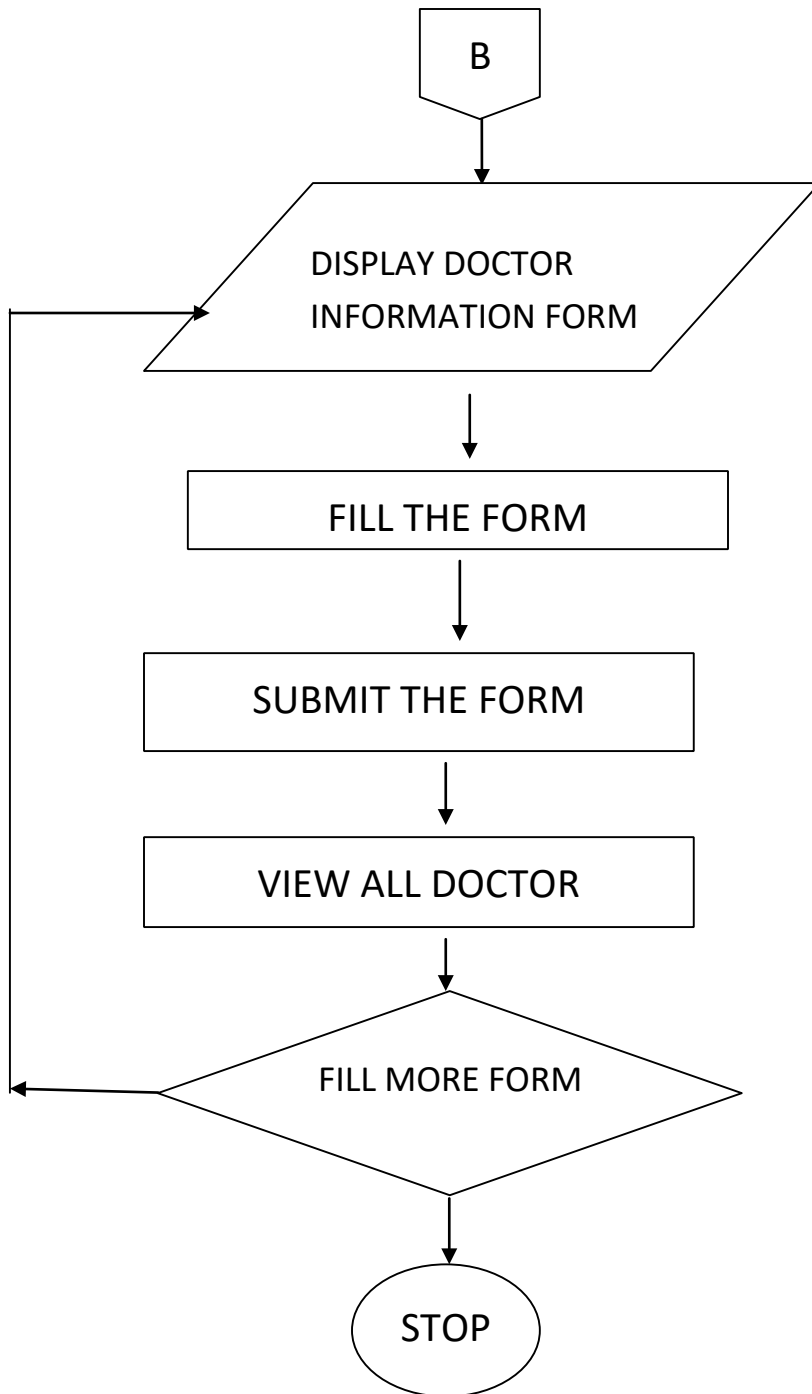 B
DISPLAY DOCTOR
INFORMATION FORM
FILL THE FORM
SUBMIT THE FORM
VIEW ALL DOCTOR
FILL MORE FORM
STOP